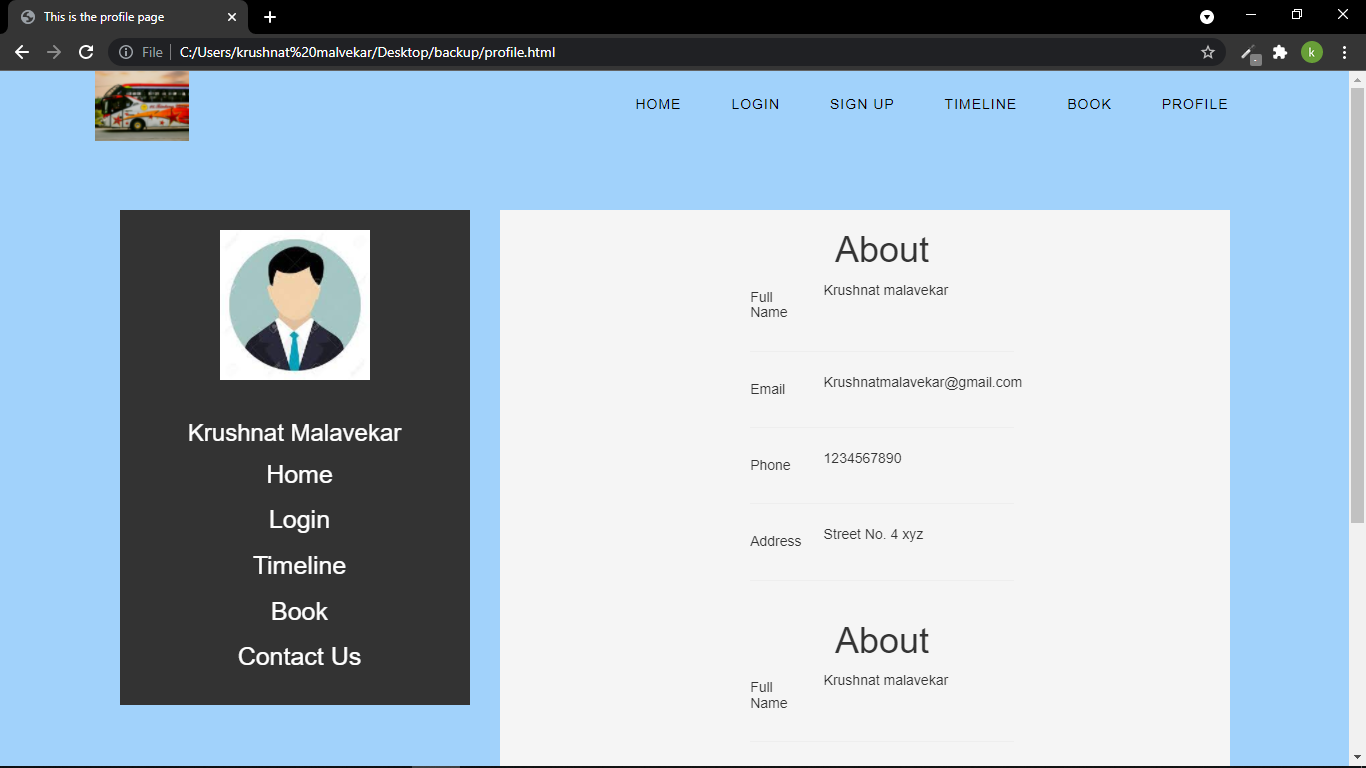 This is the profile page
File
C:/Users/krushnat%20malvekar/Desktop/backup/profile.html
k
HOME LOGIN SIGN UP TIMELINE BOOK PROFILE
Krushnat Malavekar
Home
Login
Timeline
Book
Contact Us
About
Full
Name
Krushnat malavekar
Email
Krushnatmalavekar@gmail.com
Phone
1234567890
Address
Street No. 4 xyz
About
Full
Name
Krushnat malavekar